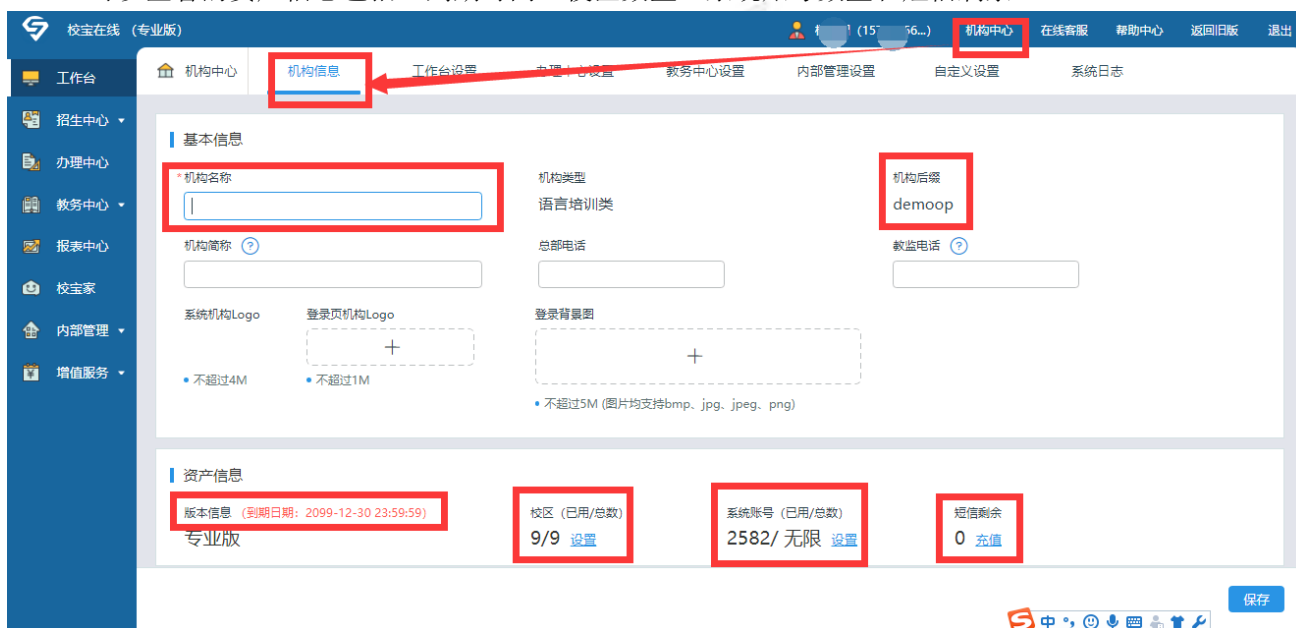 校宝在线 (专业版)
(15 56...) 机构中心 在线客服 帮助中心 返回旧版 退出
工作台
机构中心 机构信息 工作台设置 办理中心设置 教务中心设置 内部管理设置 自定义设置 系统日志
招生中心
办理中心
教务中心
报表中心
校宝家
内部管理
增值服务
基本信息
*机构名称 机构类型 机构后缀
语言培训类 demoop
机构简称 ? 总部电话 教监电话 ?
系统机构Logo 登录页机构Logo 登录背景图
+ +
• 不超过4M • 不超过1M
• 不超过5M (图片均支持bmp、jpg、jpeg、png)
资产信息
版本信息 (到期日期：2099-12-30 23:59:59) 校区 (已用/总数) 系统账号 (已用/总数) 短信剩余
专业版 9/9 设置 2582/ 无限 设置 0 充值
保存
中